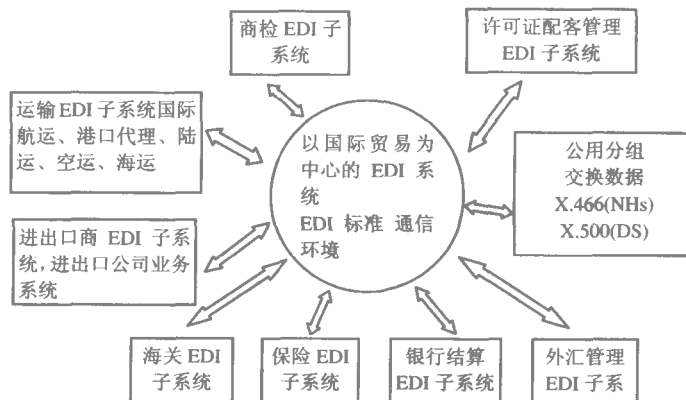 商检 EDI 子
系统
许可证配客管理
EDI 子系统
运输 EDI 子系统国际
航运、港口代理、陆
运、空运、海运
以国际贸易为
中心的 EDI 系
统
EDI 标准 通信
环境
公用分组
交换数据
X.466(NHs)
X.500(DS)
进出口商 EDI 子系
统,进出口公司业务
系统
海关 EDI
子系统
保险 EDI
子系统
银行结算
EDI 子系统
外汇管理
EDI 子系